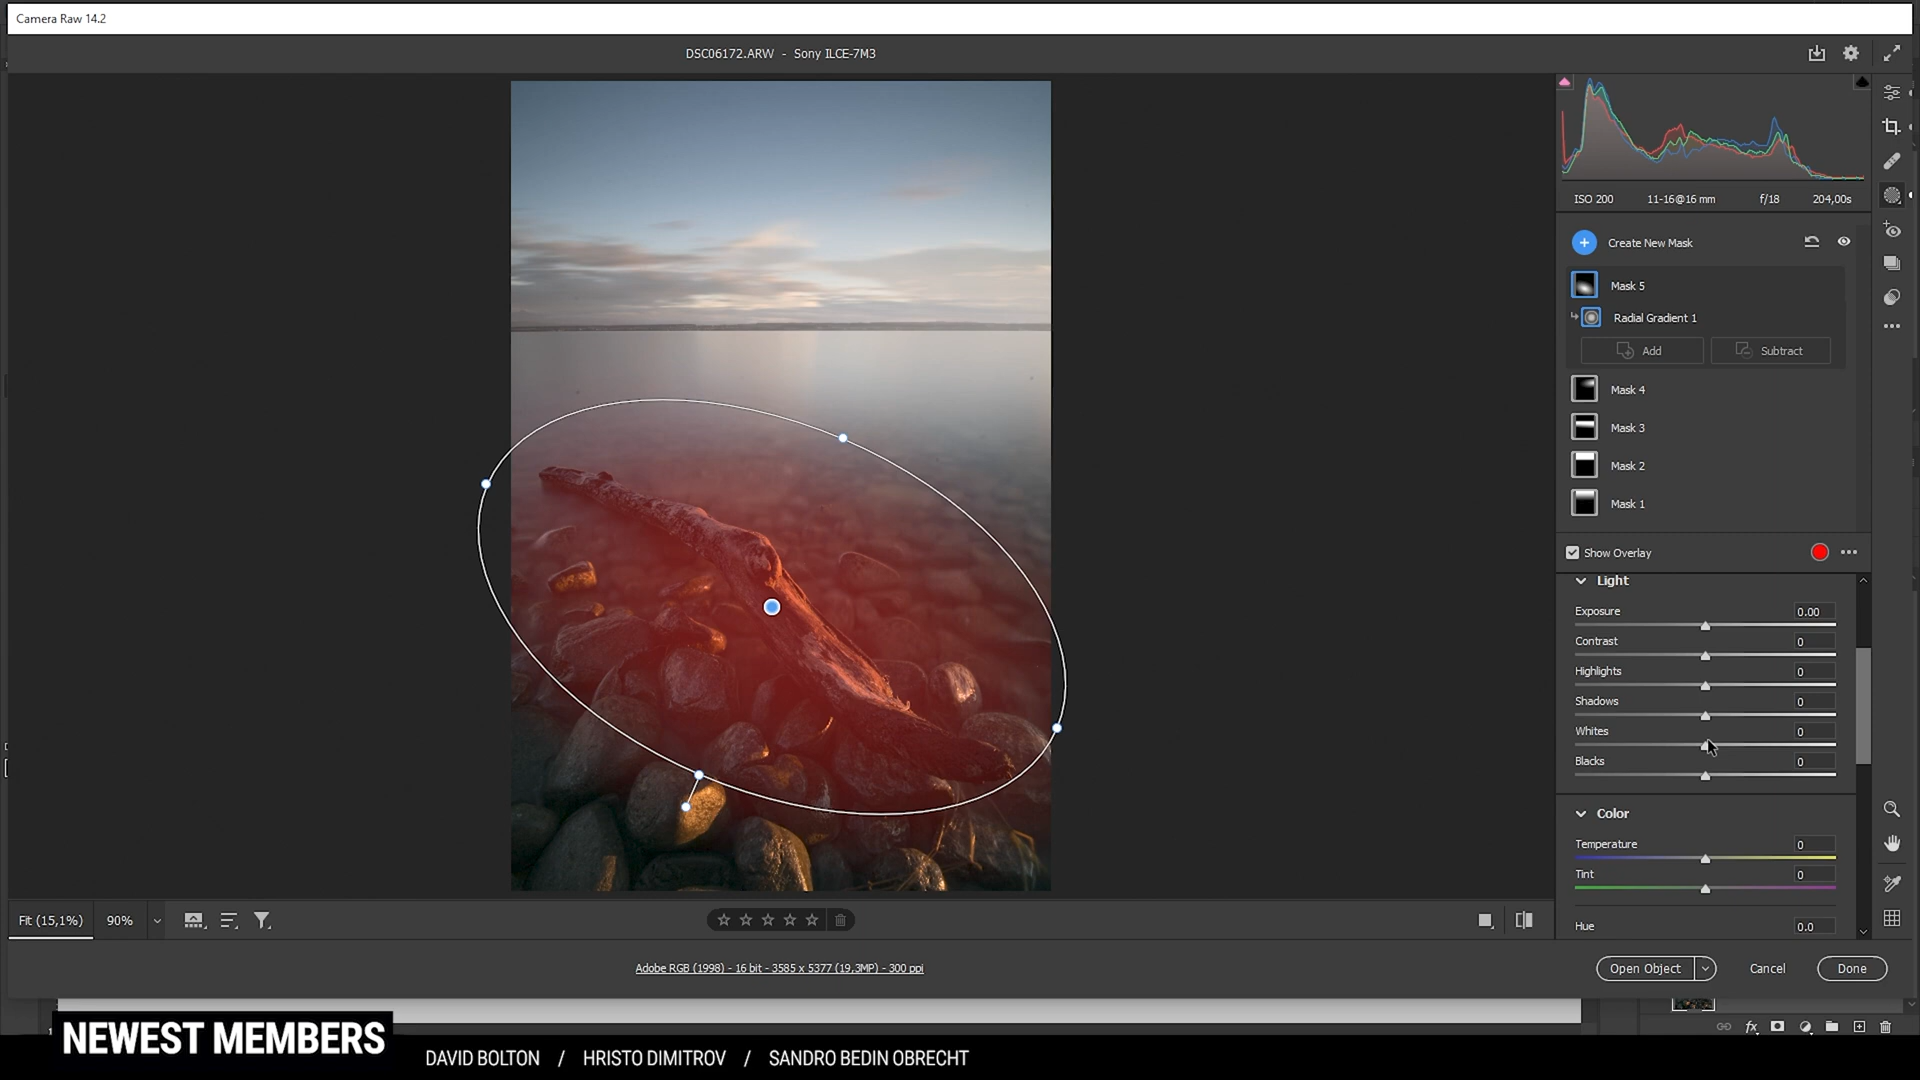 Camera Raw 14.2
DSC06172.ARW - Sony ILCE-7M3
ISO 200 11-16@16 mm f/18 204,00s
Create New Mask
Mask 5
Radial Gradient 1
Add Subtract
Mask 4
Mask 3
Mask 2
Mask 1
Show Overlay
Light
Exposure 0.00
Contrast 0
Highlights 0
Shadows 0
Whites 0
Blacks 0
Color
Temperature 0
Tint 0
Hue 0.0
Fit (15,1%) 90%
Adobe RGB (1998) - 16 bit - 3585 x 5377 (19,3MP) - 300 ppi
Open Object Cancel Done
fx
NEWEST MEMBERS
DAVID BOLTON / HRISTO DIMITROV / SANDRO BEDIN OBRECHT